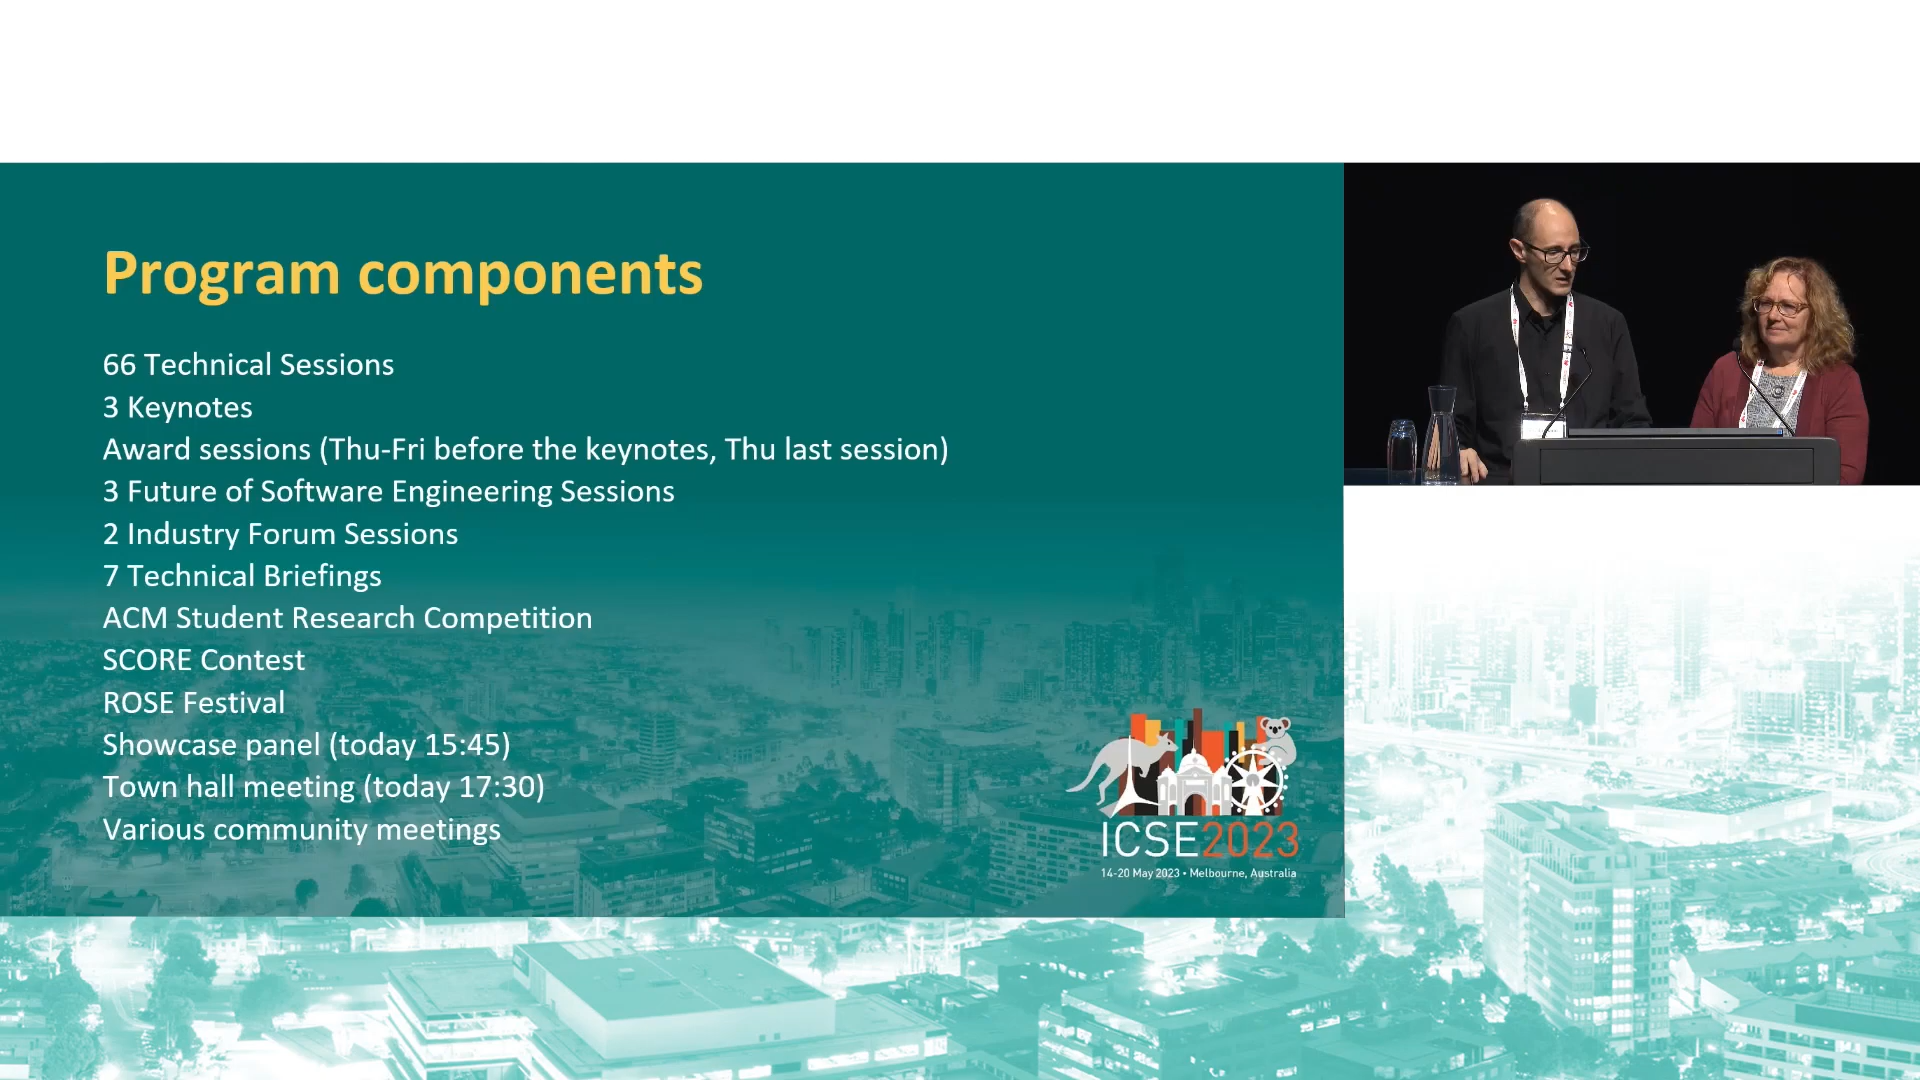 Program components
66 Technical Sessions
3 Keynotes
Award sessions (Thu-Fri before the keynotes, Thu last session)
3 Future of Software Engineering Sessions
2 Industry Forum Sessions
7 Technical Briefings
ACM Student Research Competition
SCORE Contest
ROSE Festival
Showcase panel (today 15:45)
Town hall meeting (today 17:30)
Various community meetings
ICSE2023
14-20 May 2023 • Melbourne, Australia